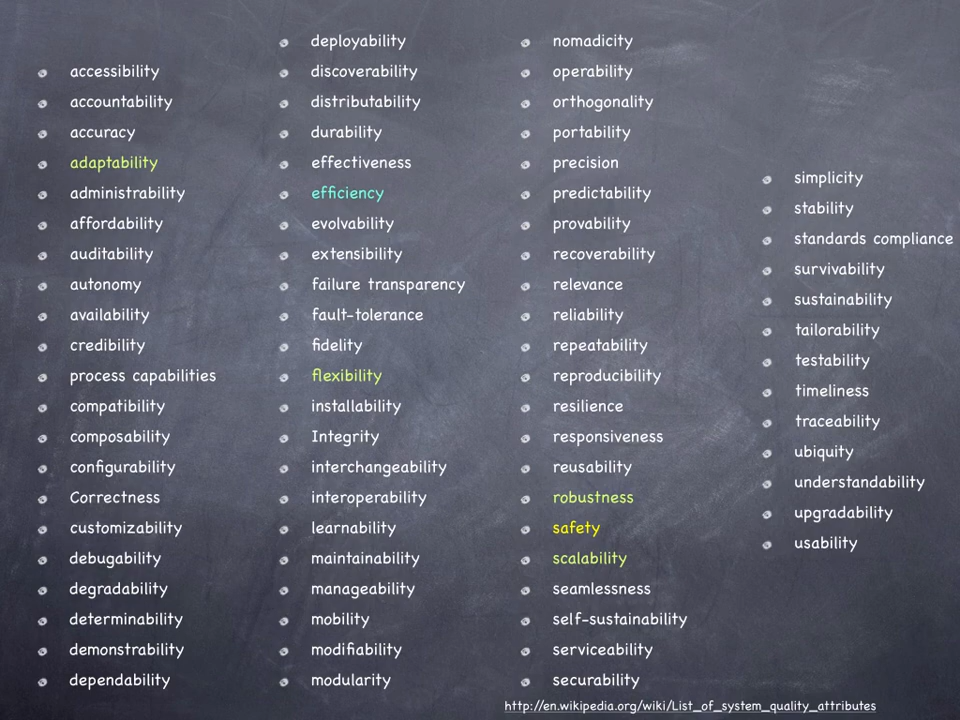 accessibility
accountability
accuracy
adaptability
administrability
affordability
auditability
autonomy
availability
credibility
process capabilities
compatibility
composability
configurability
Correctness
customizability
debugability
degradability
determinability
demonstrability
dependability
deployability
discoverability
distributability
durability
effectiveness
efficiency
evolvability
extensibility
failure transparency
fault-tolerance
fidelity
flexibility
installability
Integrity
interchangeability
interoperability
learnability
maintainability
manageability
mobility
modifiability
modularity
nomadicity
operability
orthogonality
portability
precision
predictability
provability
recoverability
relevance
reliability
repeatability
reproducibility
resilience
responsiveness
reusability
robustness
safety
scalability
seamlessness
self-sustainability
serviceability
securability
simplicity
stability
standards compliance
survivability
sustainability
tailorability
testability
timeliness
traceability
ubiquity
understandability
upgradability
usability
http://en.wikipedia.org/wiki/List_of_system_quality_attributes